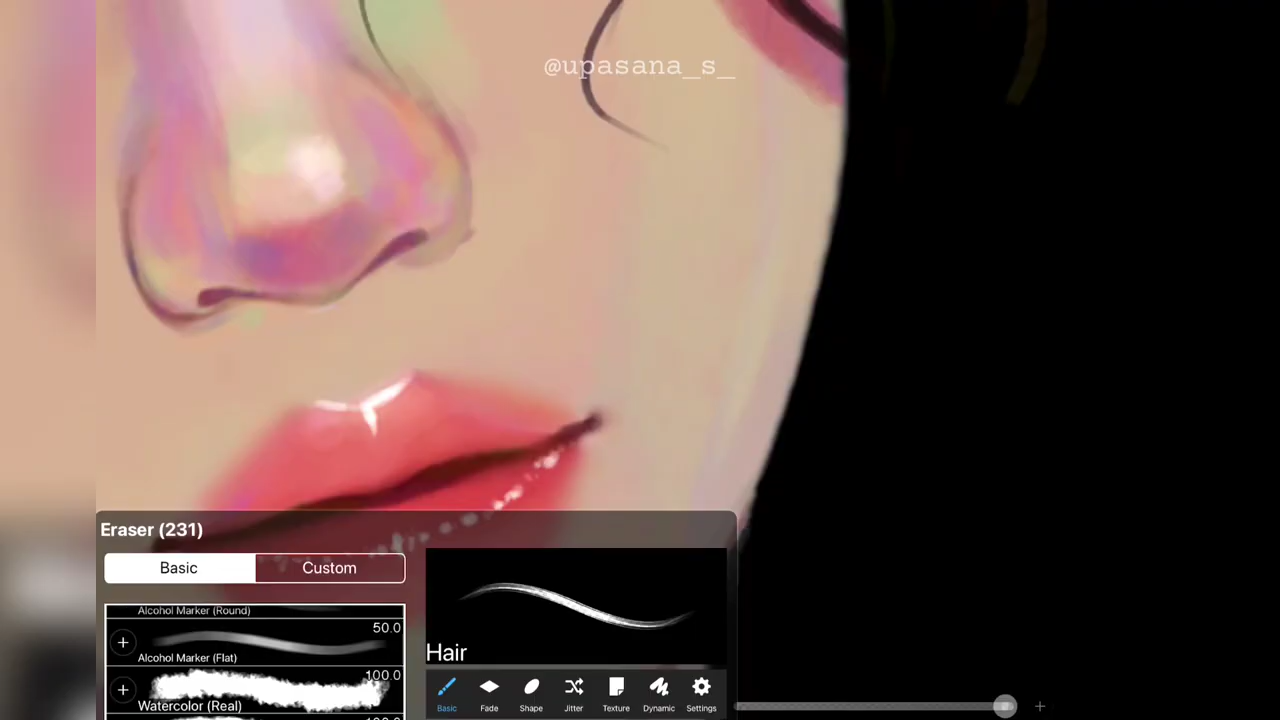 @upasana_s_
Eraser (231)
Basic
Custom
Alcohol Marker (Round)
50.0
Alcohol Marker (Flat)
100.0
Watercolor (Real)
Hair
Basic
Fade
Shape
Jitter
Texture
Dynamic
Settings